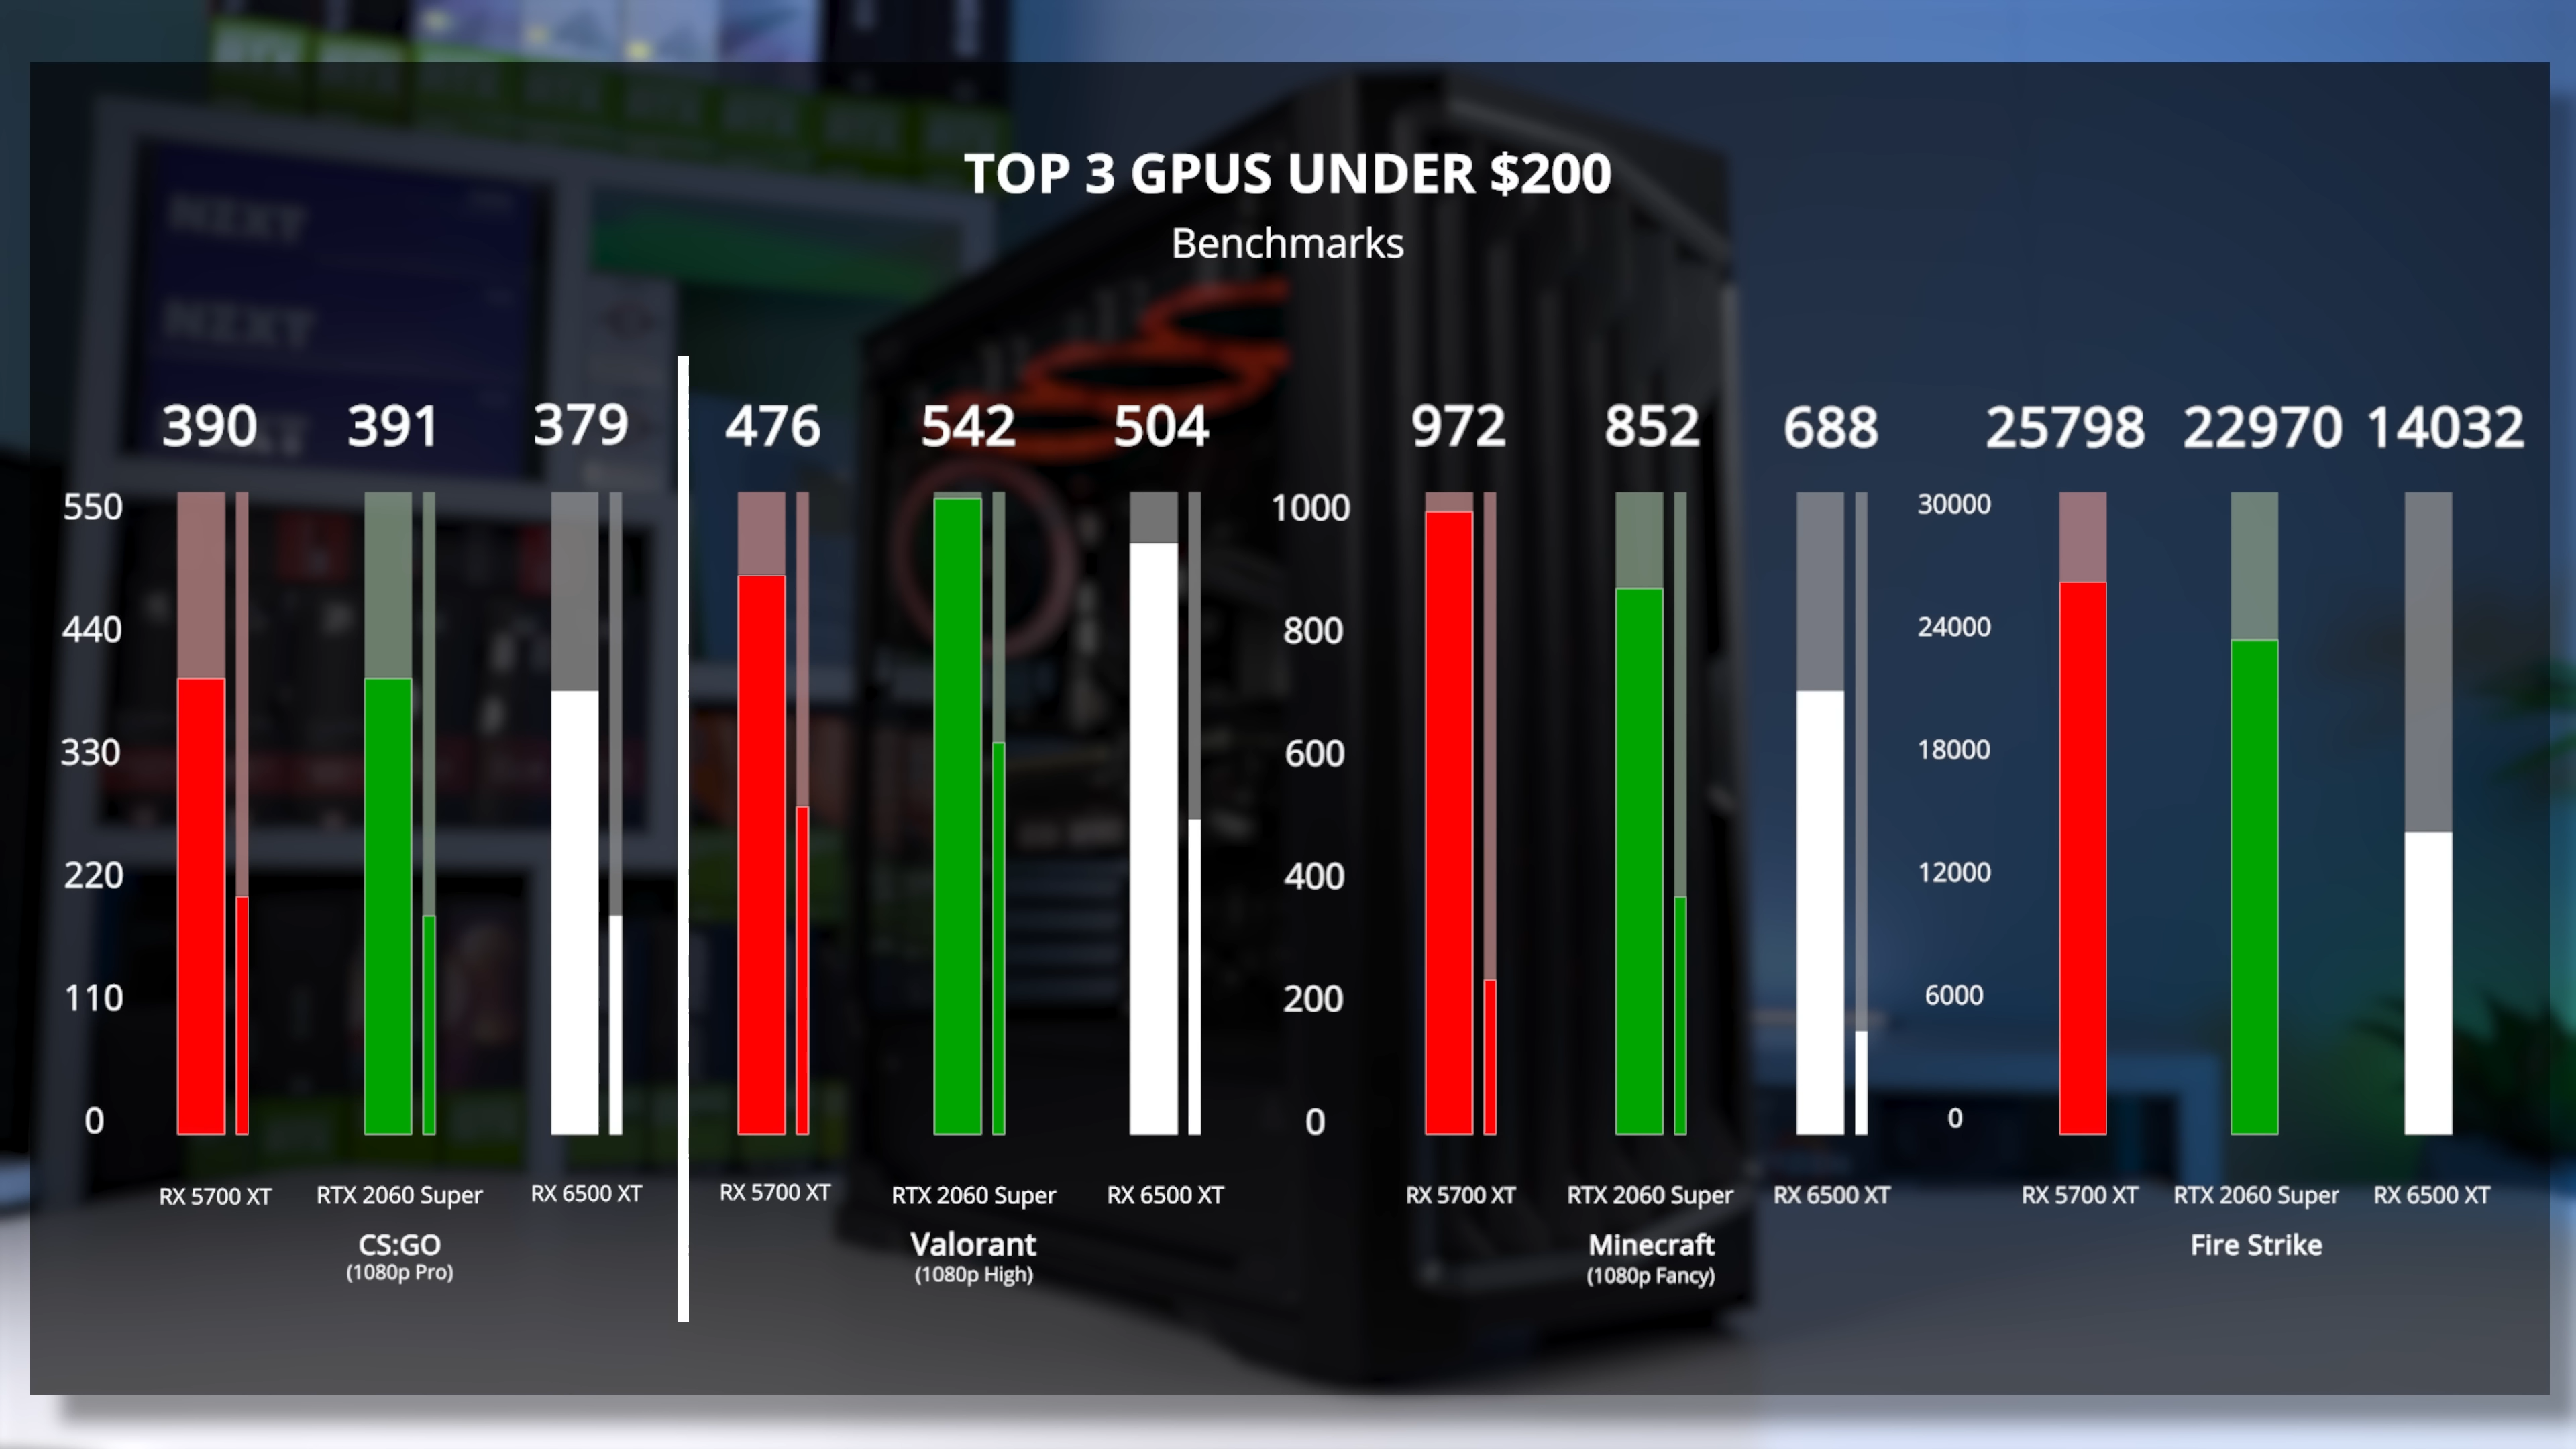 TOP 3 GPUS UNDER $200
Benchmarks
390 391 379 476 542 504 972 852 688 25798 22970 14032
550 1000 30000
440 800 24000
330 600 18000
220 400 12000
110 200 6000
0 0 0
RX 5700 XT RTX 2060 Super RX 6500 XT RX 5700 XT RTX 2060 Super RX 6500 XT RX 5700 XT RTX 2060 Super RX 6500 XT RX 5700 XT RTX 2060 Super RX 6500 XT
CS:GO Valorant Minecraft Fire Strike
(1080p Pro) (1080p High) (1080p Fancy)
NZXT
NZXT